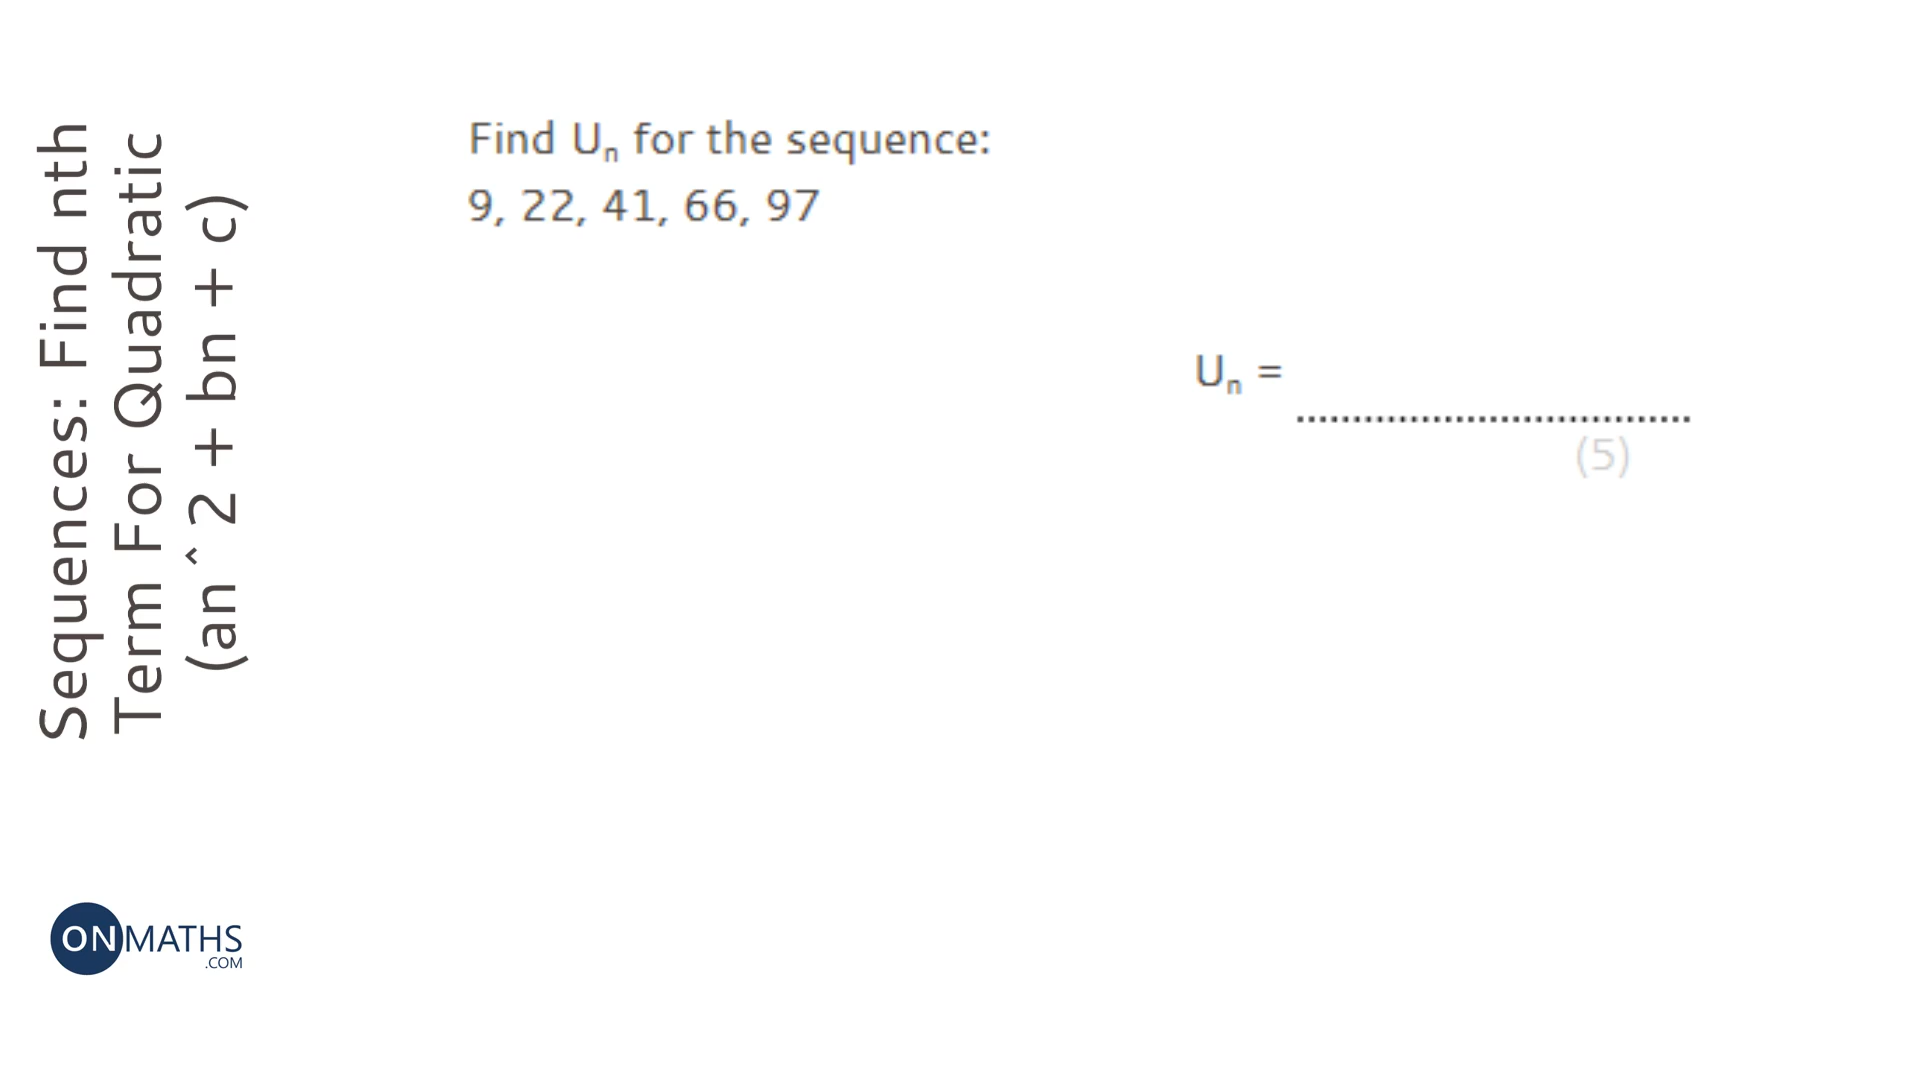 Sequences: Find nth
Term For Quadratic
(an^2 + bn + c)
Find Uₙ for the sequence:
9, 22, 41, 66, 97
Uₙ =
(5)
ONMATHS
.COM